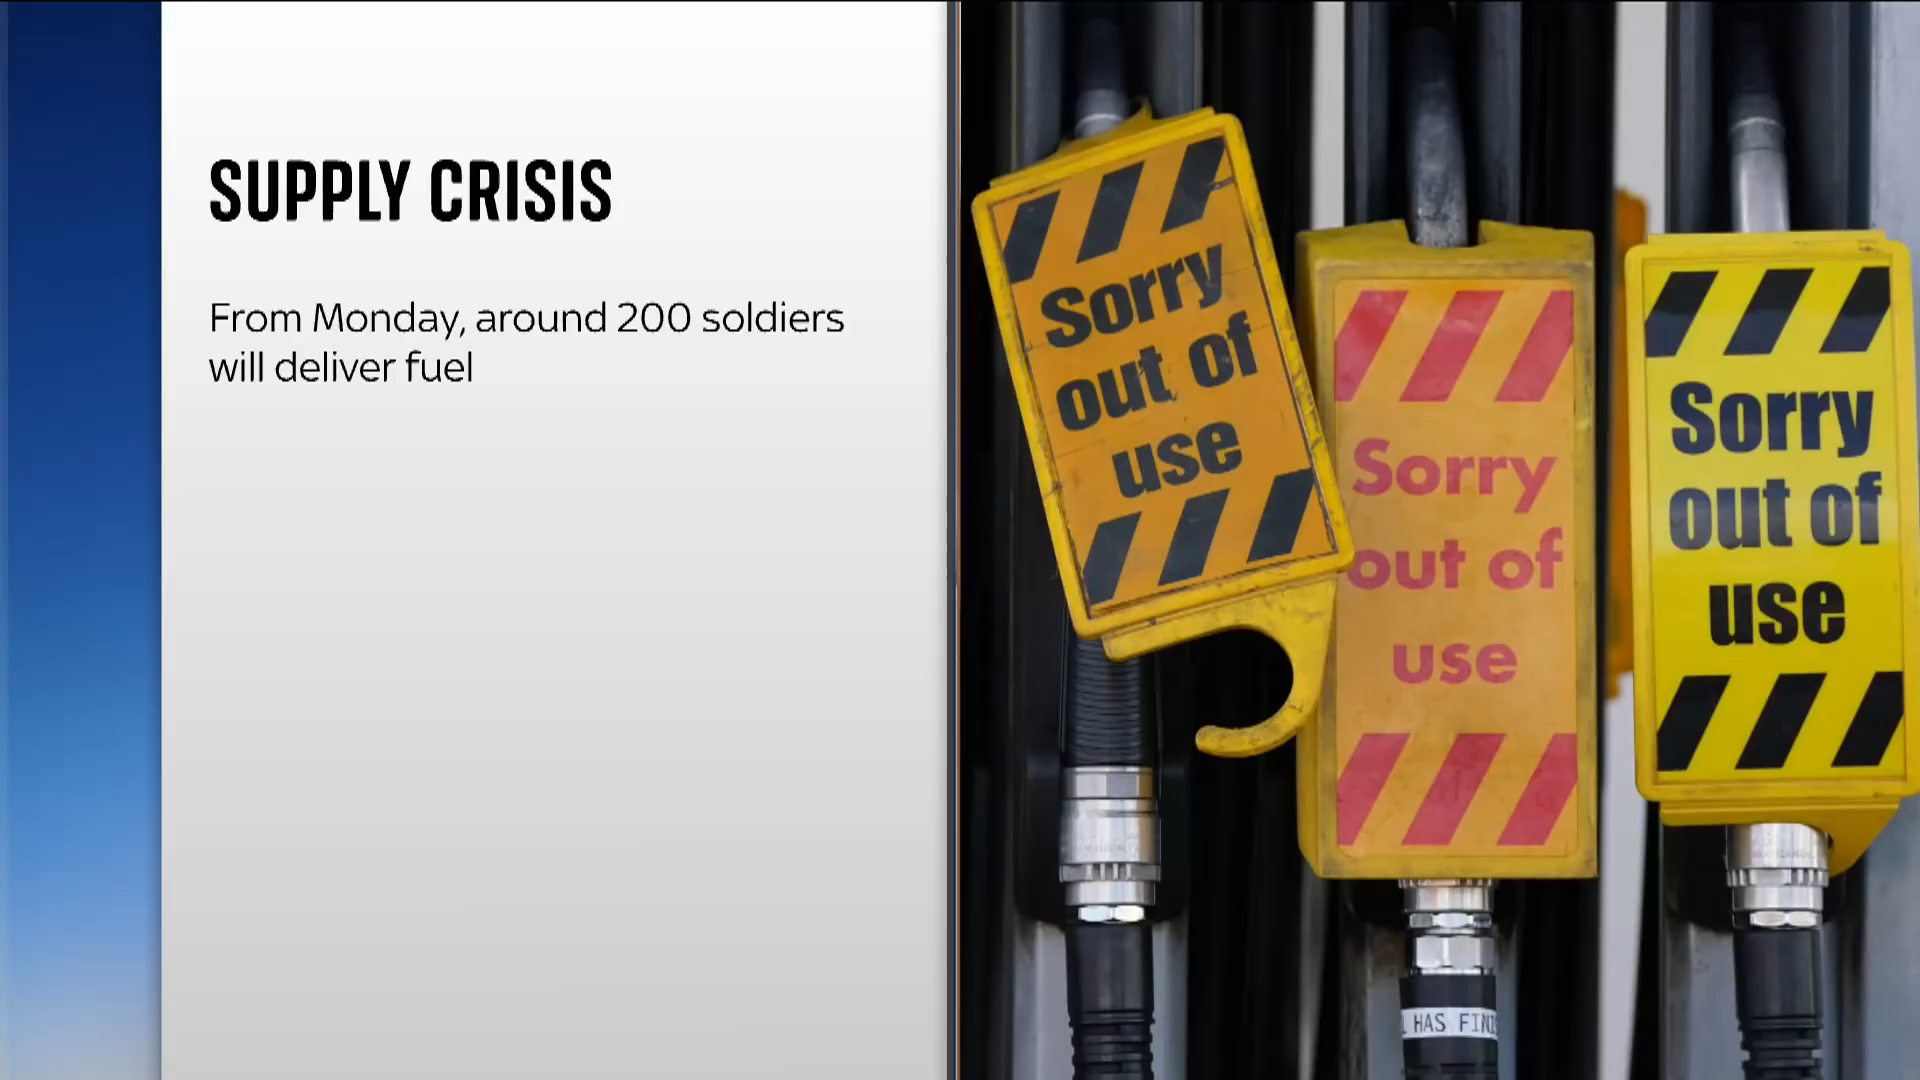 SUPPLY CRISIS
From Monday, around 200 soldiers
will deliver fuel
Sorry
out of
use
Sorry
out of
use
Sorry
out of
use
HAS